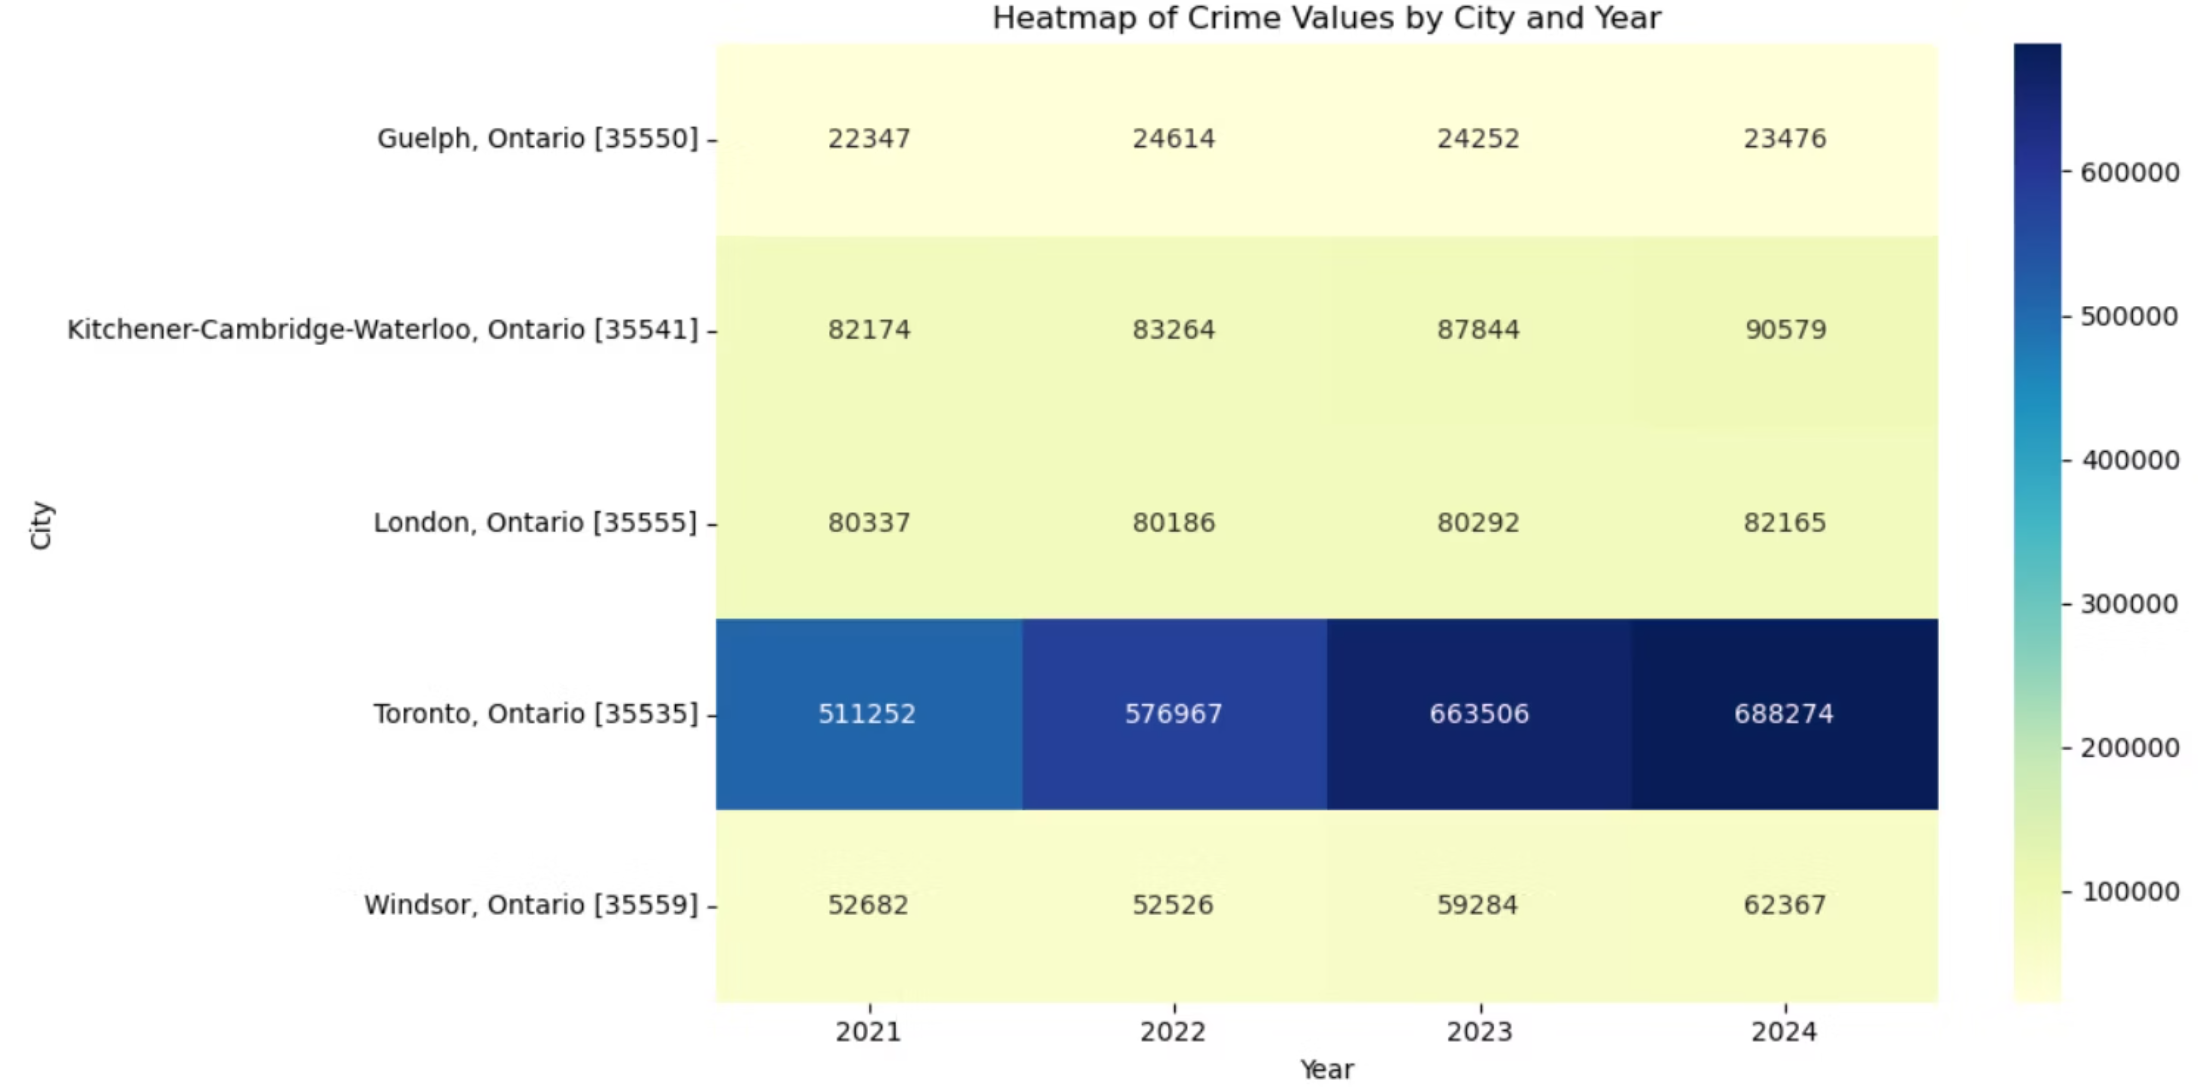 Heatmap of Crime Values by City and Year
Guelph, Ontario [35550] 22347 24614 24252 23476
Kitchener-Cambridge-Waterloo, Ontario [35541] 82174 83264 87844 90579
London, Ontario [35555] 80337 80186 80292 82165
Toronto, Ontario [35535] 511252 576967 663506 688274
Windsor, Ontario [35559] 52682 52526 59284 62367
2021 2022 2023 2024
Year
City
600000
500000
400000
300000
200000
100000